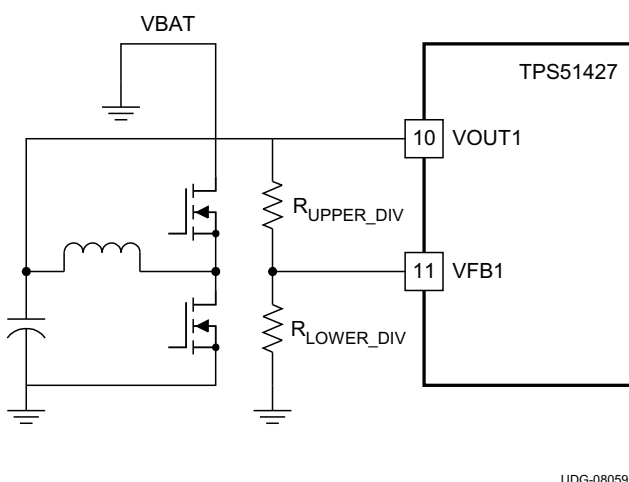 VBAT
TPS51427
10 VOUT1
RUPPER_DIV
11 VFB1
RLOWER_DIV
UDG-08059